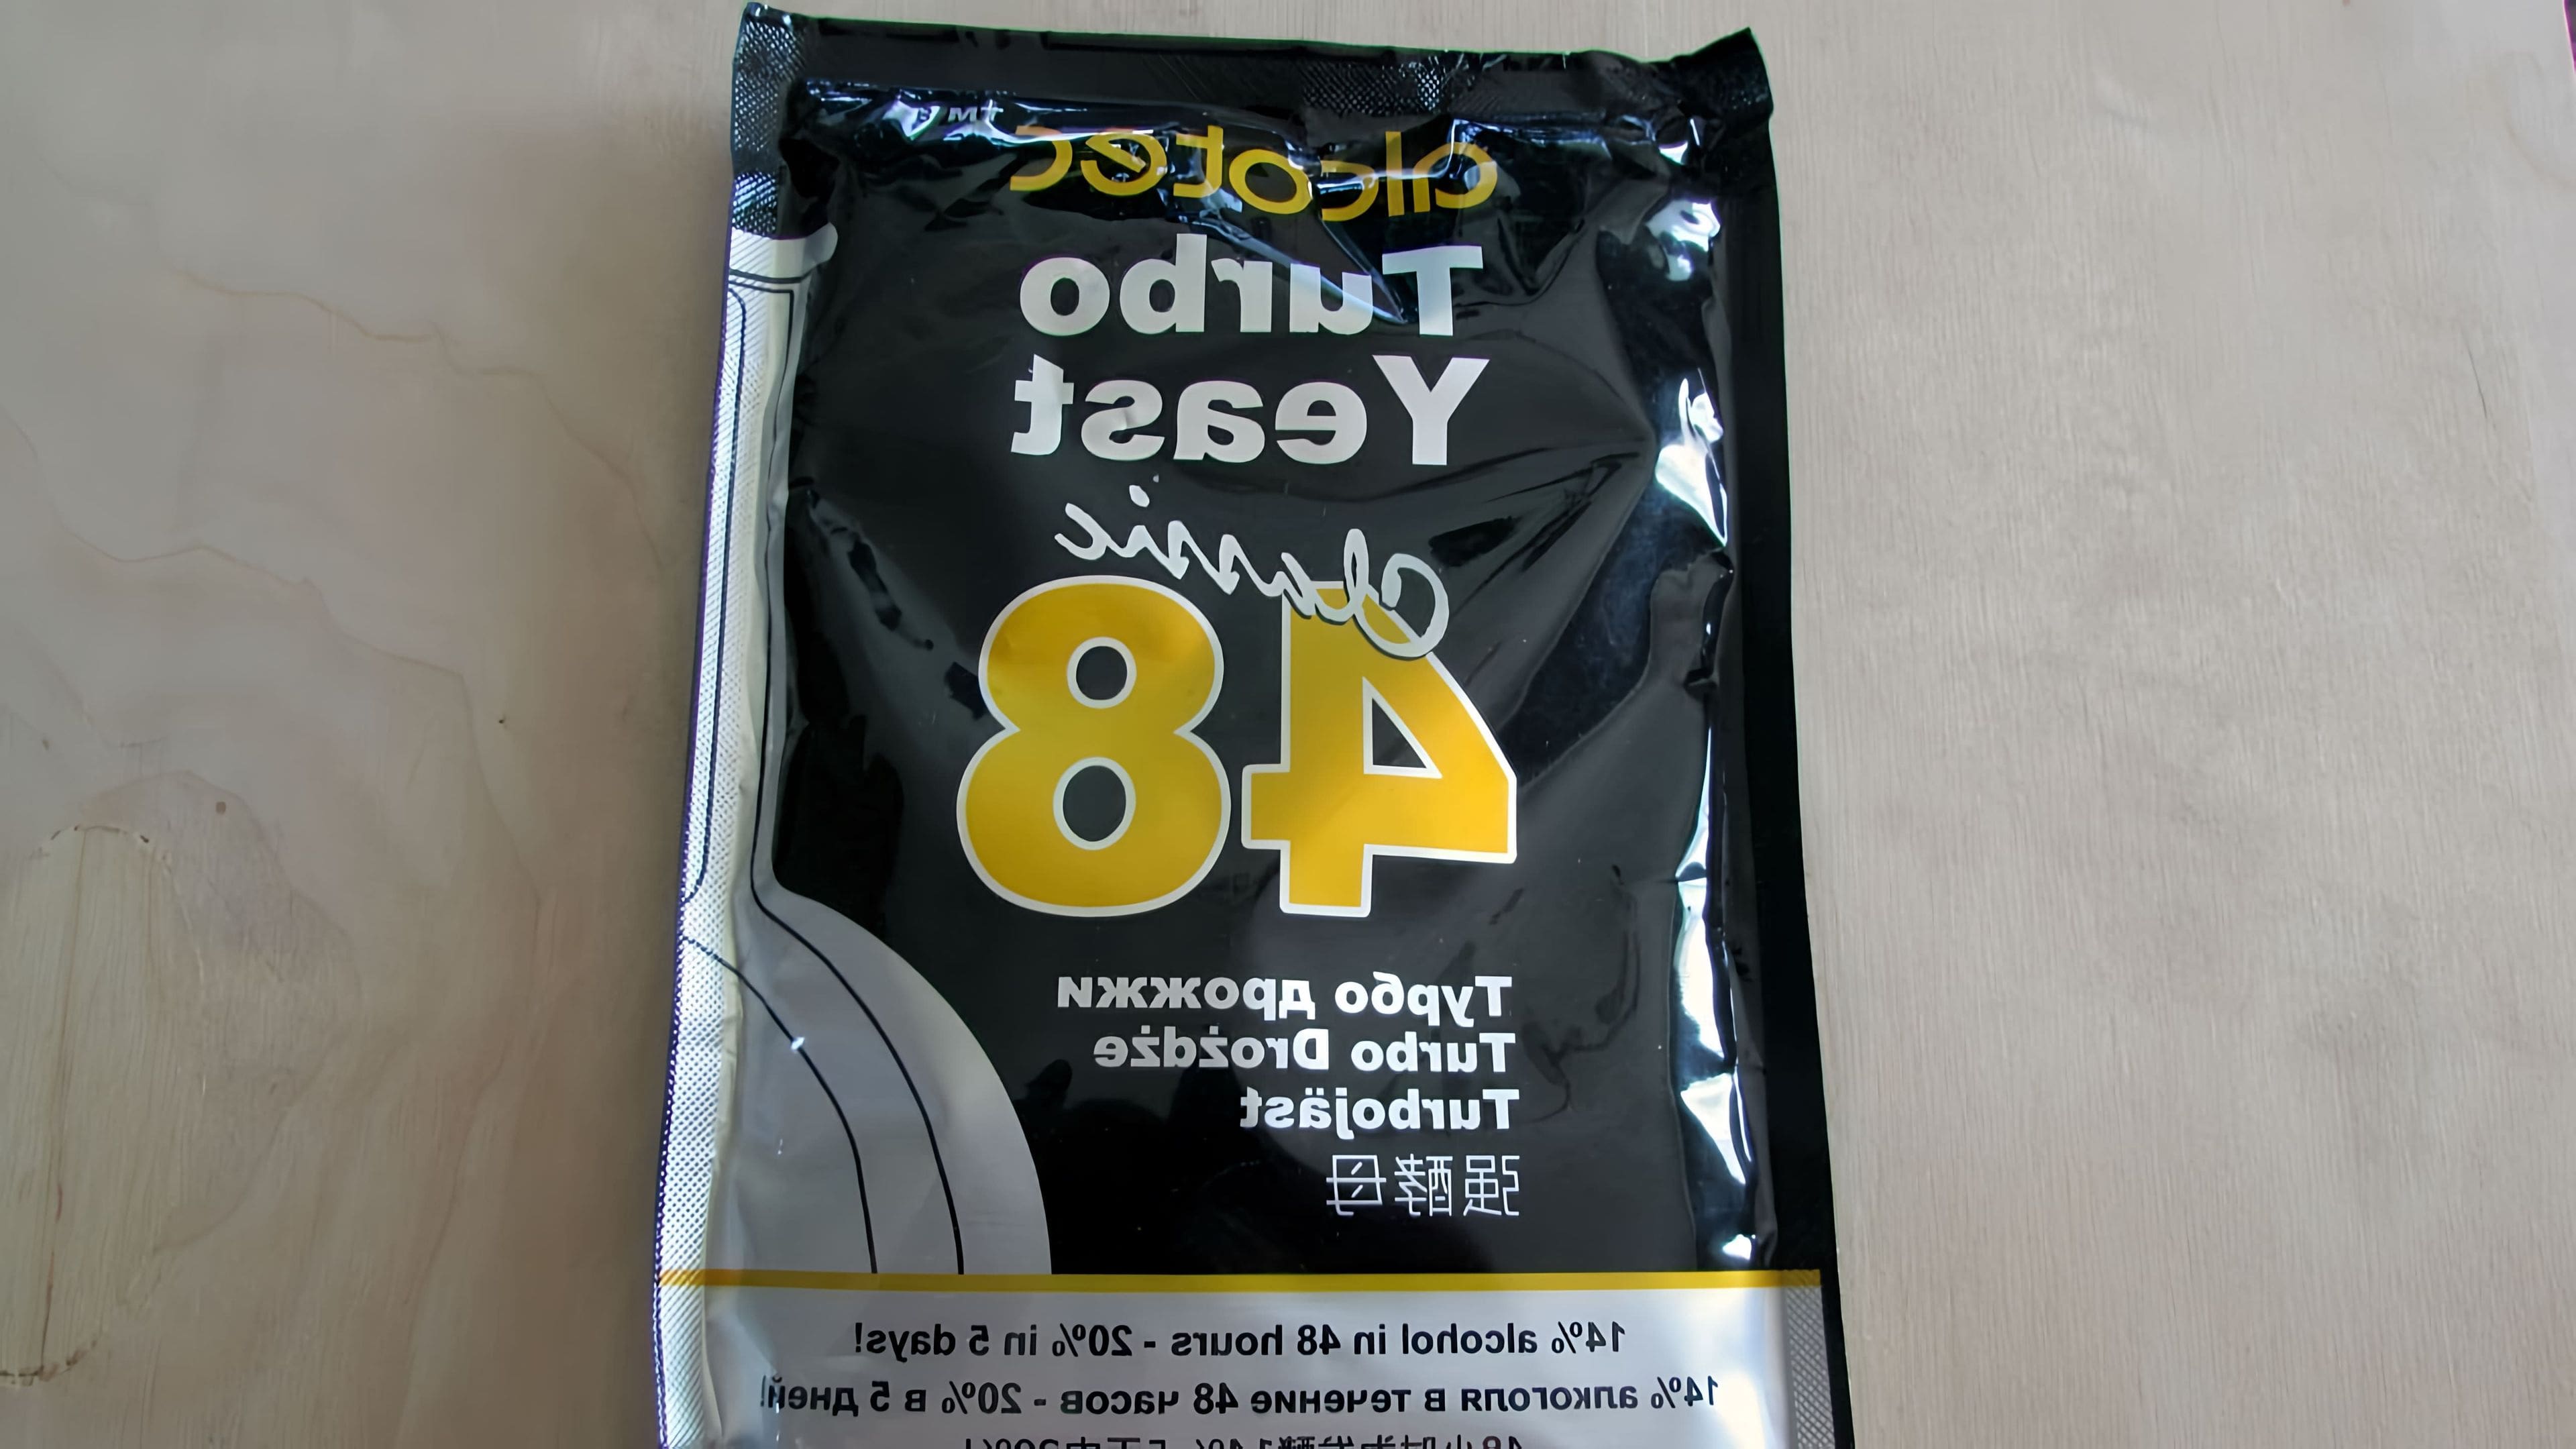 alcotec™
Turbo
Yeast
Classic
48
Турбо дрожжи
Turbo Drożdże
Turbojäst
强酵母
14% alcohol in 48 hours - 20% in 5 days!
14% алкоголя в течение 48 часов - 20% в 5 дней!